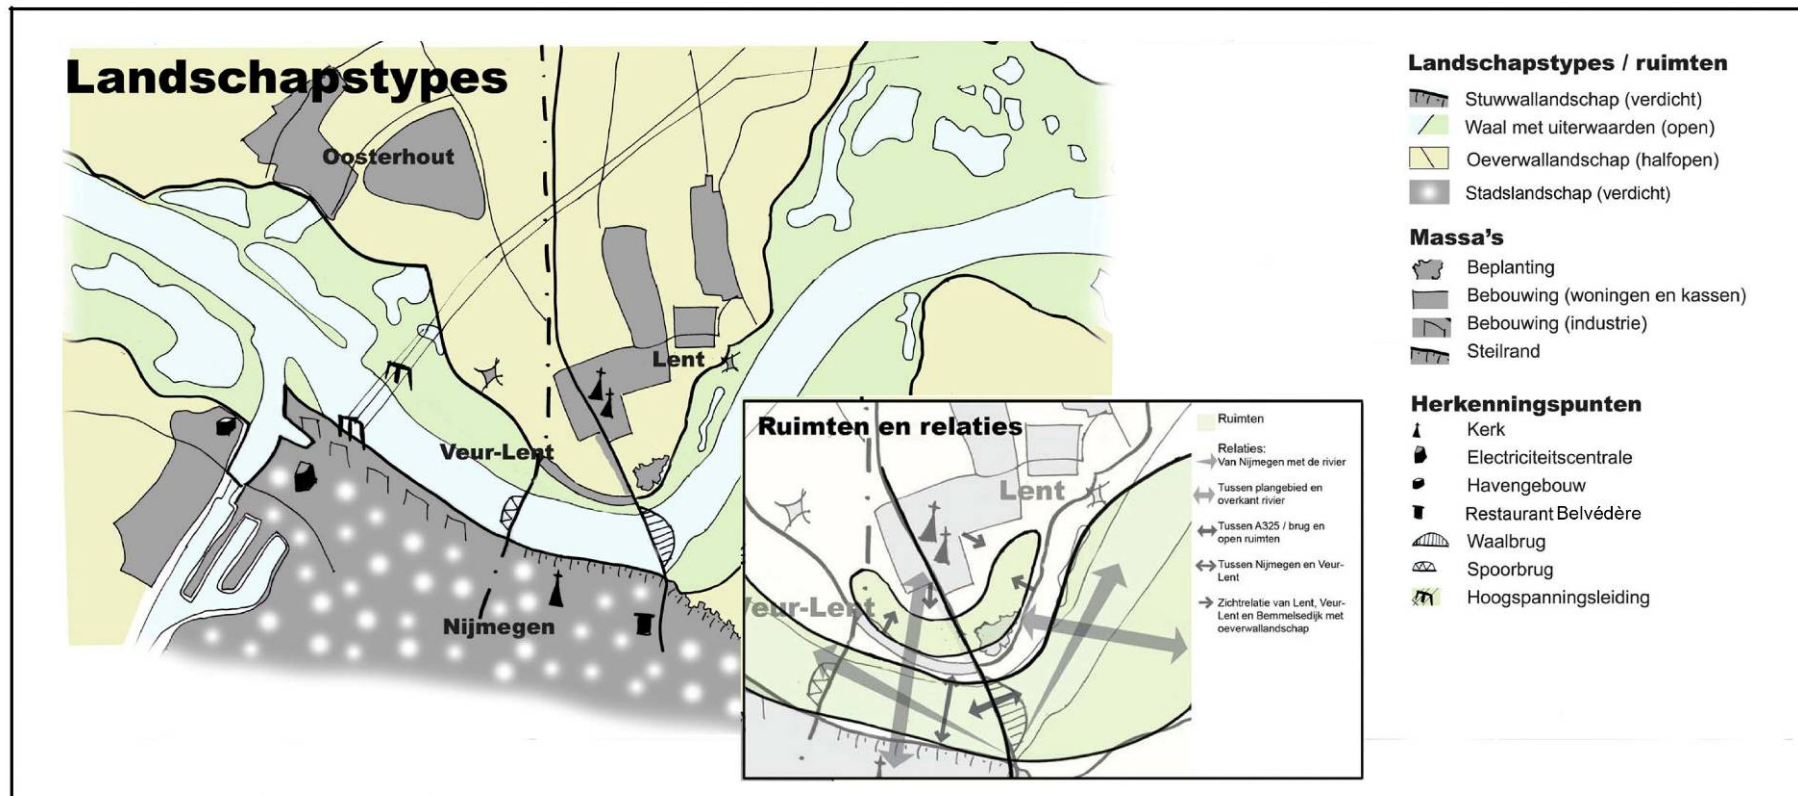 Landschapstypes
Oosterhout
Lent
Veur-Lent
Nijmegen
Ruimten en relaties
Lent
Veur-Lent
Ruimten
Relaties:
Van Nijmegen met de rivier
Tussen plangebied en
overkant rivier
Tussen A325 / brug en
open ruimten
Tussen Nijmegen en Veur-
Lent
Zichtrelatie van Lent, Veur-
Lent en Bemmelsedijk met
oeverwallandschap
Landschapstypes / ruimten
Stuwwallandschap (verdicht)
Waal met uiterwaarden (open)
Oeverwallandschap (halfopen)
Stadslandschap (verdicht)
Massa's
Beplanting
Bebouwing (woningen en kassen)
Bebouwing (industrie)
Steilrand
Herkenningspunten
Kerk
Electriciteitscentrale
Havengebouw
Restaurant Belvédère
Waalbrug
Spoorbrug
Hoogspanningsleiding